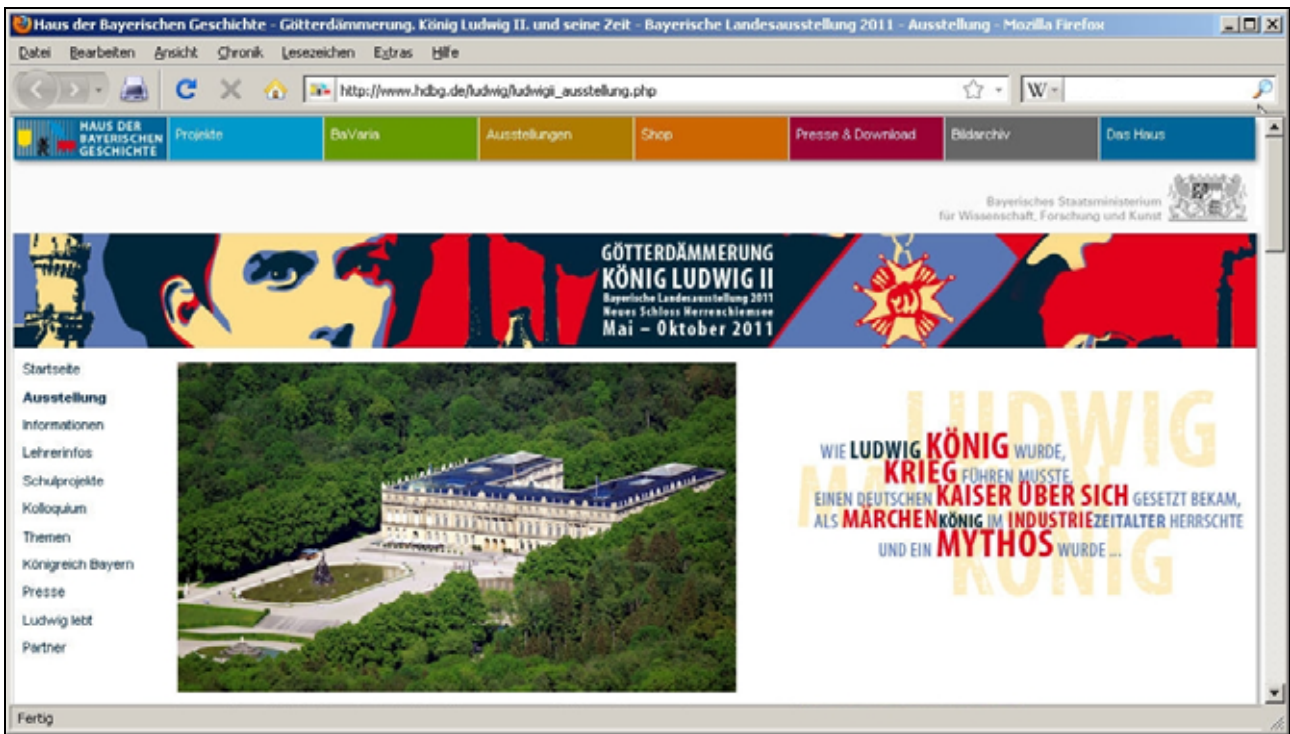 Haus der Bayerischen Geschichte - Götterdämmerung. König Ludwig II. und seine Zeit - Bayerische Landesausstellung 2011 - Ausstellung - Mozilla Firefox
Datei Bearbeiten Ansicht Chronik Lesezeichen Extras Hilfe
http://www.hdbg.de/ludwig/ludwigii_ausstellung.php
W
HAUS DER
BAYERISCHEN
GESCHICHTE
Projekte BaVaria Ausstellungen Shop Presse & Download Bildarchiv Das Haus
Bayerisches Staatsministerium
für Wissenschaft, Forschung und Kunst
GÖTTERDÄMMERUNG
KÖNIG LUDWIG II
Bayerische Landesausstellung 2011
Neues Schloss Herrenchiemsee
Mai – Oktober 2011
Startseite
Ausstellung
Informationen
Lehrerinfos
Schulprojekte
Kolloquium
Themen
Königreich Bayern
Presse
Ludwig lebt
Partner
LUDWIG
WIE LUDWIG KÖNIG WURDE,
KRIEG FÜHREN MUSSTE,
EINEN DEUTSCHEN KAISER ÜBER SICH GESETZT BEKAM,
ALS MÄRCHENKÖNIG IM INDUSTRIEZEITALTER HERRSCHTE
UND EIN MYTHOS WURDE ...
KÖNIG
Fertig